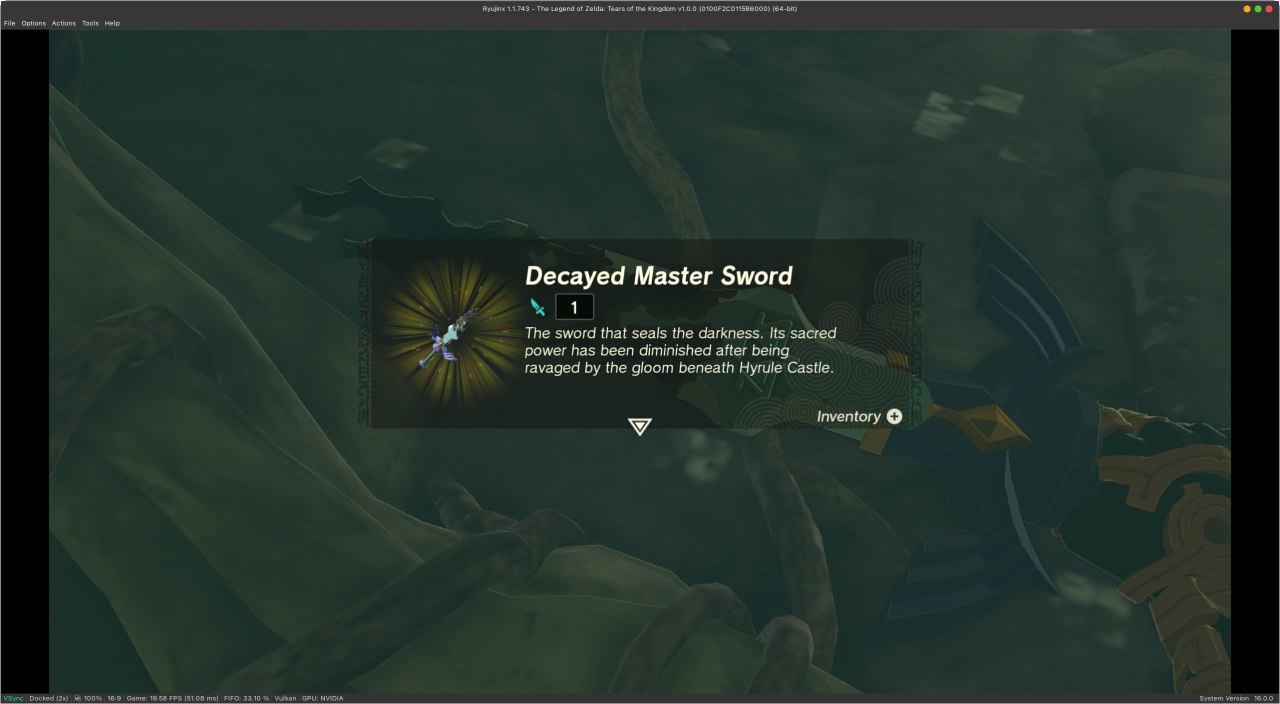 Ryujinx 1.1.743 - The Legend of Zelda: Tears of the Kingdom v1.0.0 (0100F2C0115B6000) (64-bit)
File Options Actions Tools Help
Decayed Master Sword
1
The sword that seals the darkness. Its sacred
power has been diminished after being
ravaged by the gloom beneath Hyrule Castle.
Inventory
VSync Docked (2x) 100% 16:9 Game: 19.58 FPS (51.08 ms) FIFO: 33.10 % Vulkan GPU: NVIDIA System Version 16.0.0